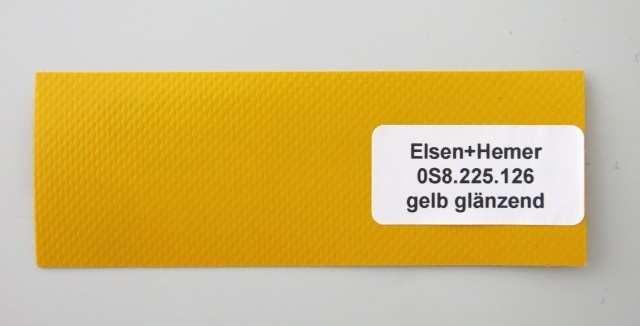 Elsen+Hemer
0S8.225.126
gelb glänzend